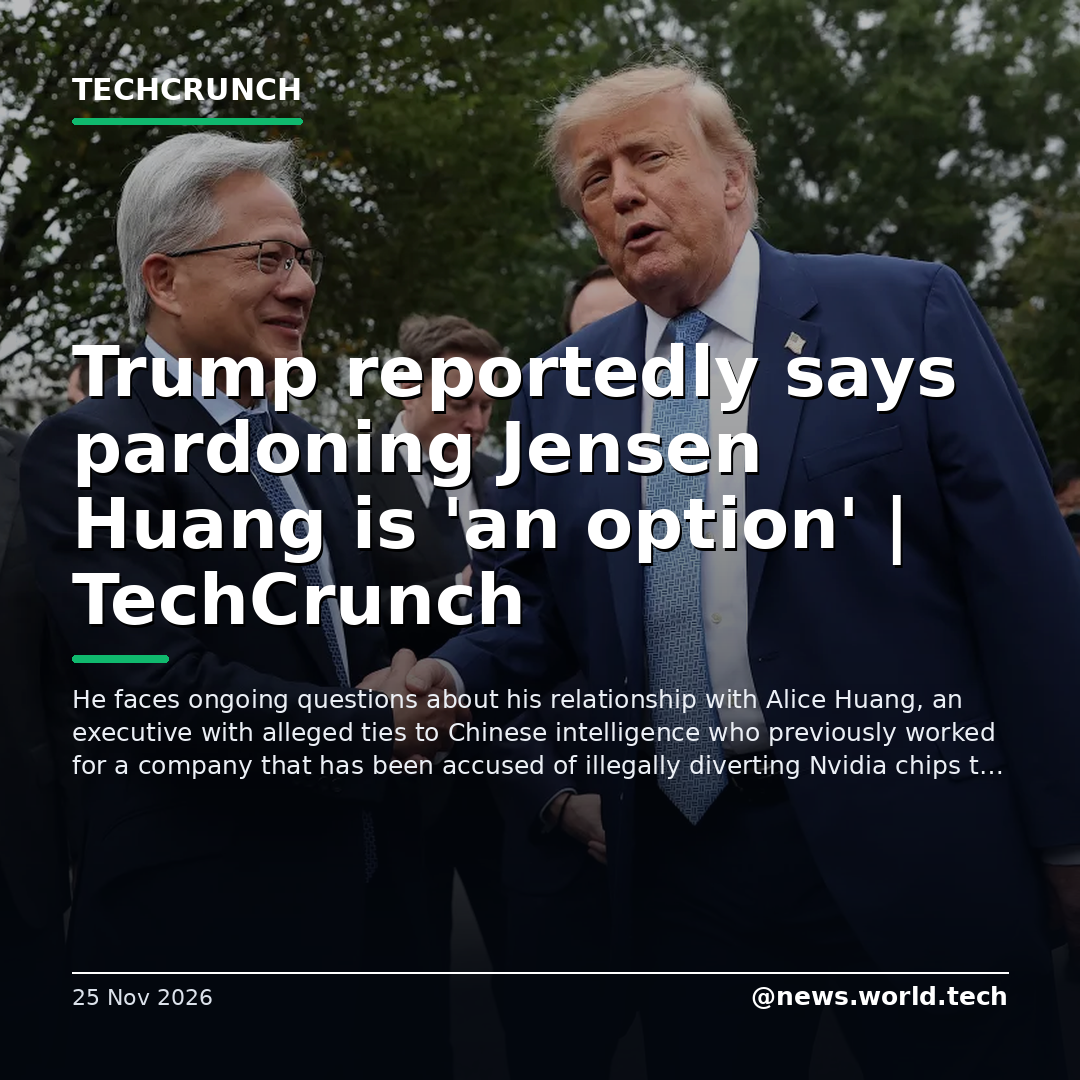 TECHCRUNCH
Trump reportedly says
pardoning Jensen
Huang is 'an option' |
TechCrunch
He faces ongoing questions about his relationship with Alice Huang, an
executive with alleged ties to Chinese intelligence who previously worked
for a company that has been accused of illegally diverting Nvidia chips t...
25 Nov 2026
@news.world.tech